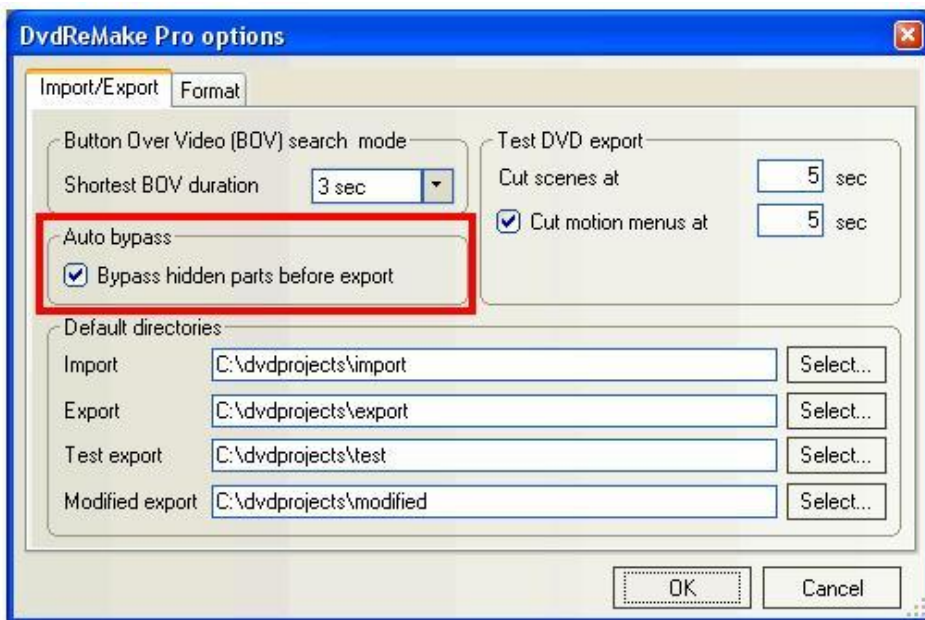 DvdReMake Pro options
Import/Export Format
Button Over Video (BOV) search mode
Shortest BOV duration 3 sec
Test DVD export
Cut scenes at 5 sec
Cut motion menus at 5 sec
Auto bypass
Bypass hidden parts before export
Default directories
Import C:\dvdprojects\import Select...
Export C:\dvdprojects\export Select...
Test export C:\dvdprojects\test Select...
Modified export C:\dvdprojects\modified Select...
OK Cancel